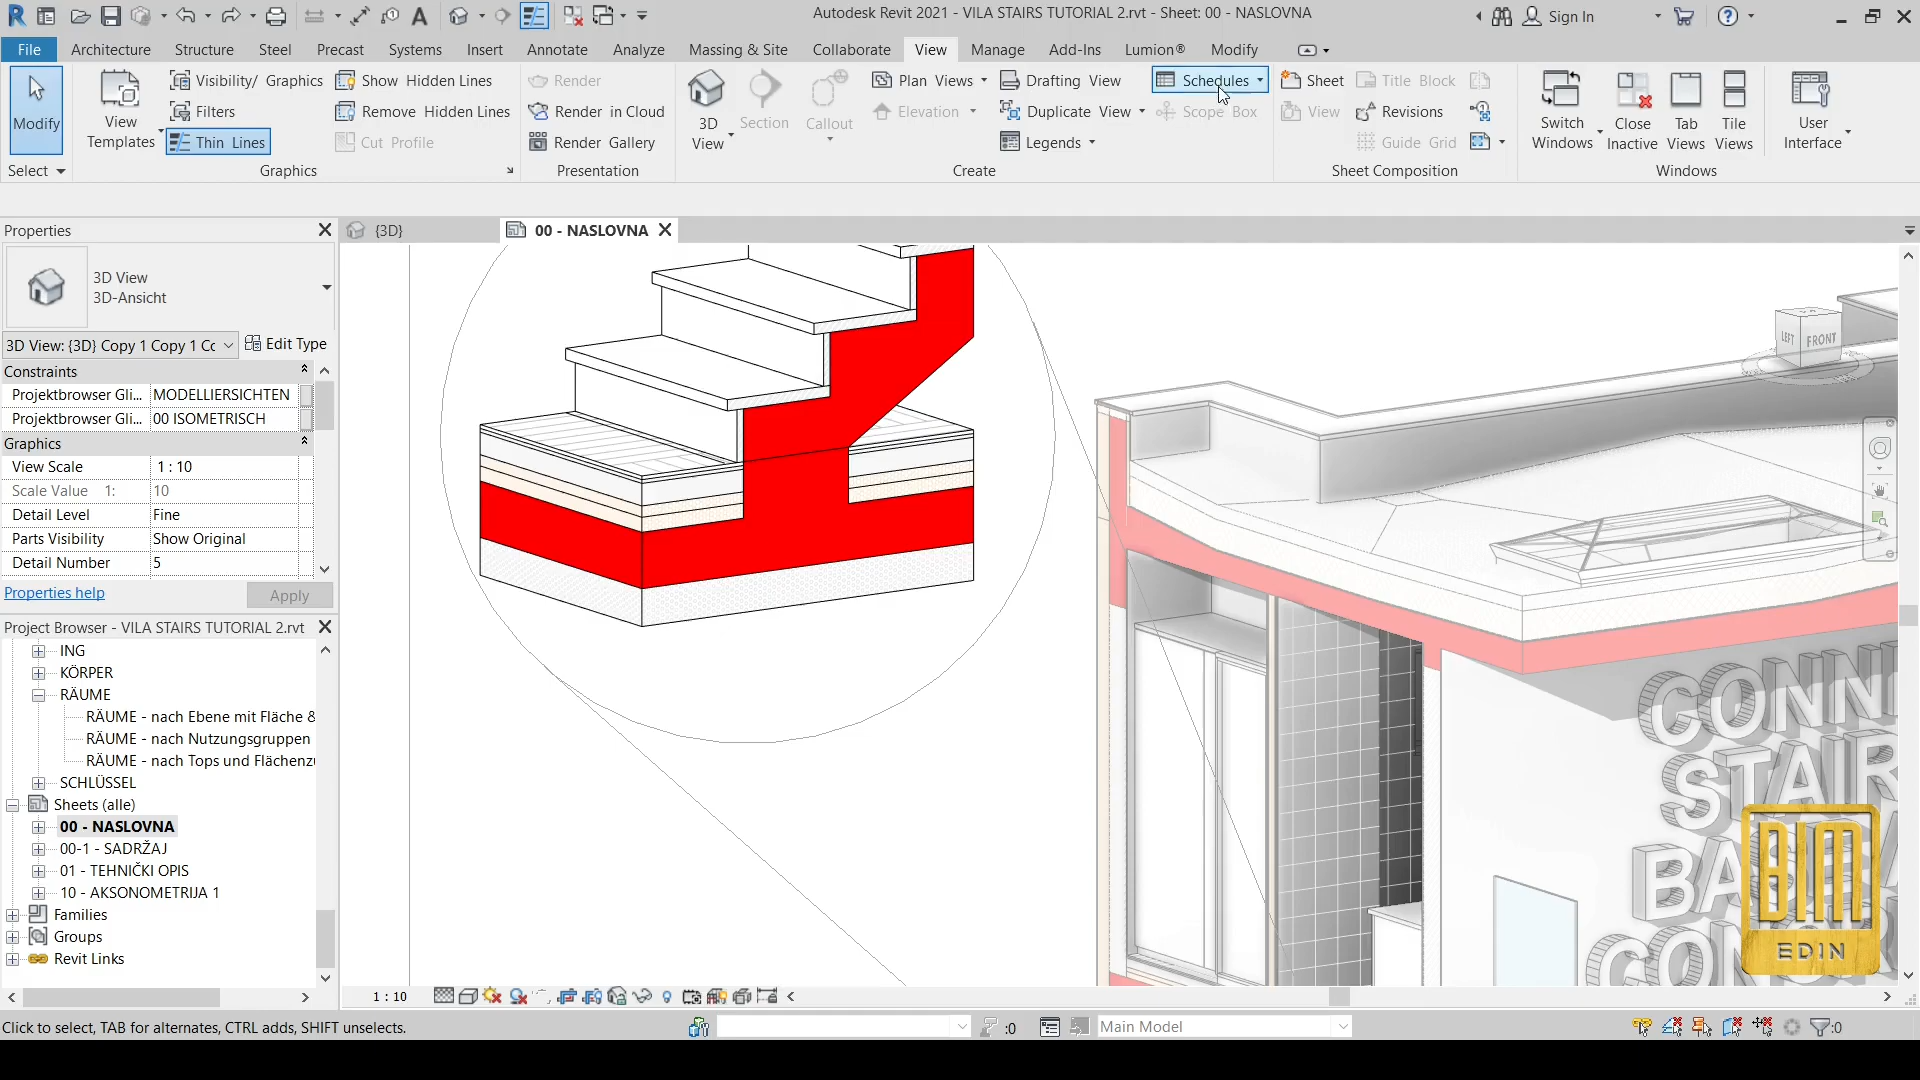 Autodesk Revit 2021 - VILA STAIRS TUTORIAL 2.rvt - Sheet: 00 - NASLOVNA
Sign In
File Architecture Structure Steel Precast Systems Insert Annotate Analyze Massing & Site Collaborate View Manage Add-Ins Lumion® Modify
Modify
View Templates
Visibility/ Graphics
Filters
Thin Lines
Show Hidden Lines
Remove Hidden Lines
Cut Profile
Render
Render in Cloud
Render Gallery
3D View
Section
Callout
Plan Views
Elevation
Drafting View
Duplicate View
Legends
Schedules
Scope Box
Sheet
View
Title Block
Revisions
Guide Grid
Switch Windows
Close Inactive
Tab Views
Tile Views
User Interface
Select
Graphics
Presentation
Create
Sheet Composition
Windows
Properties
{3D}
00 - NASLOVNA
3D View
3D-Ansicht
3D View: {3D} Copy 1 Copy 1 Cc
Edit Type
Constraints
Projektbrowser Gli... MODELLIERSICHTEN
Projektbrowser Gli... 00 ISOMETRISCH
Graphics
View Scale 1 : 10
Scale Value 1: 10
Detail Level Fine
Parts Visibility Show Original
Detail Number 5
Properties help
Apply
Project Browser - VILA STAIRS TUTORIAL 2.rvt
ING
KÖRPER
RÄUME
RÄUME - nach Ebene mit Fläche &
RÄUME - nach Nutzungsgruppen
RÄUME - nach Tops und Flächenzu
SCHLÜSSEL
Sheets (alle)
00 - NASLOVNA
00-1 - SADRŽAJ
01 - TEHNIČKI OPIS
10 - AKSONOMETRIJA 1
Families
Groups
Revit Links
LEFT FRONT
CONN
STAIR
BA
CON
BIM
EDIN
1 : 10
Click to select, TAB for alternates, CTRL adds, SHIFT unselects.
:0
Main Model
:0